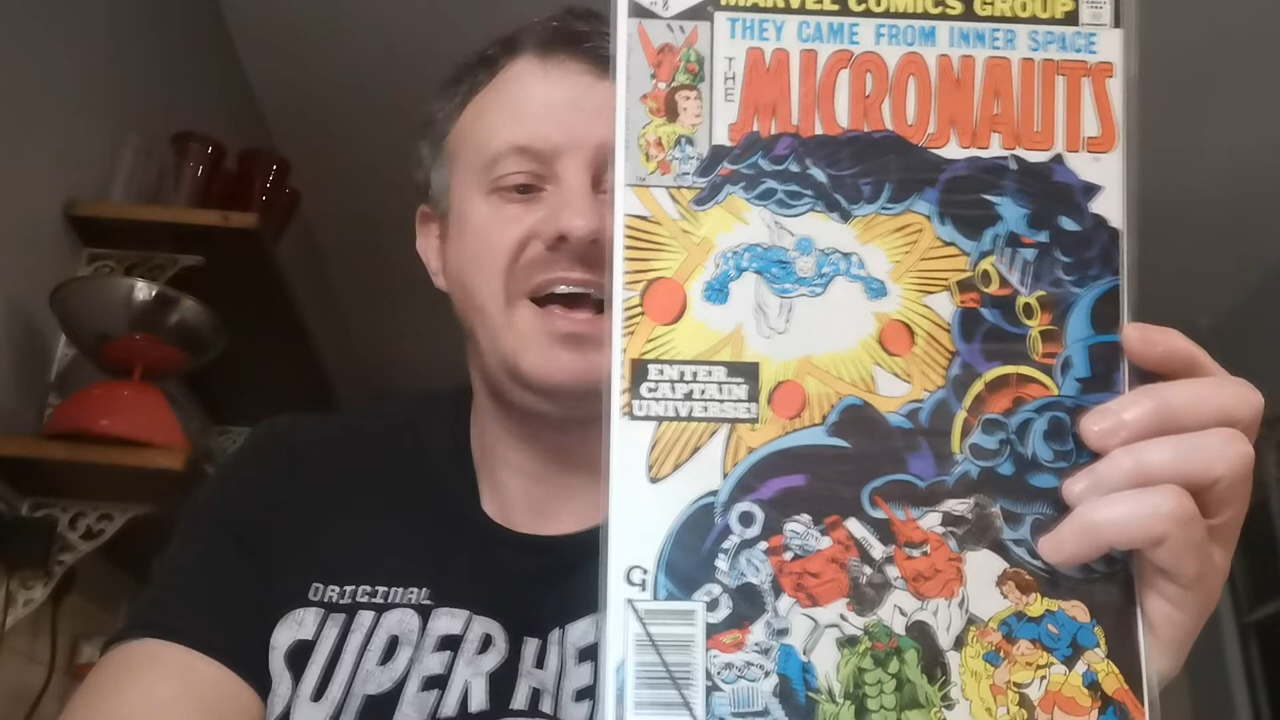 MARVEL COMICS GROUP
THEY CAME FROM INNER SPACE
THE
MICRONAUTS
ENTER...
CAPTAIN
UNIVERSE!
G
ORIGINAL
SUPER HE